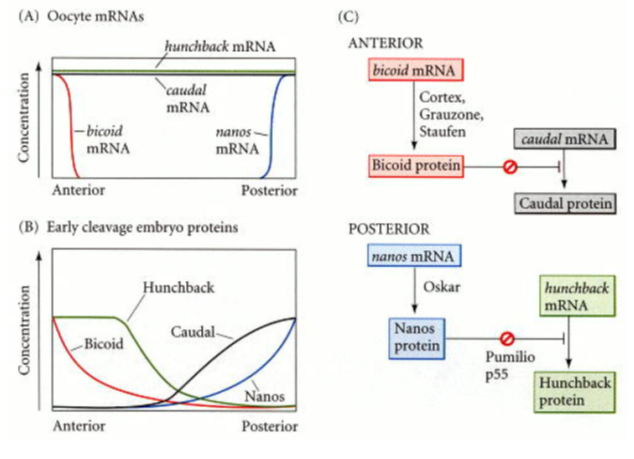 (A) Oocyte mRNAs
hunchback mRNA
caudal
mRNA
bicoid
mRNA
nanos
mRNA
Concentration
Anterior
Posterior
(B) Early cleavage embryo proteins
Hunchback
Caudal
Bicoid
Nanos
Concentration
Anterior
Posterior
(C)
ANTERIOR
bicoid mRNA
Cortex,
Grauzone,
Staufen
caudal mRNA
Bicoid protein
Caudal protein
POSTERIOR
nanos mRNA
Oskar
hunchback
mRNA
Nanos
protein
Pumilio
p55
Hunchback
protein